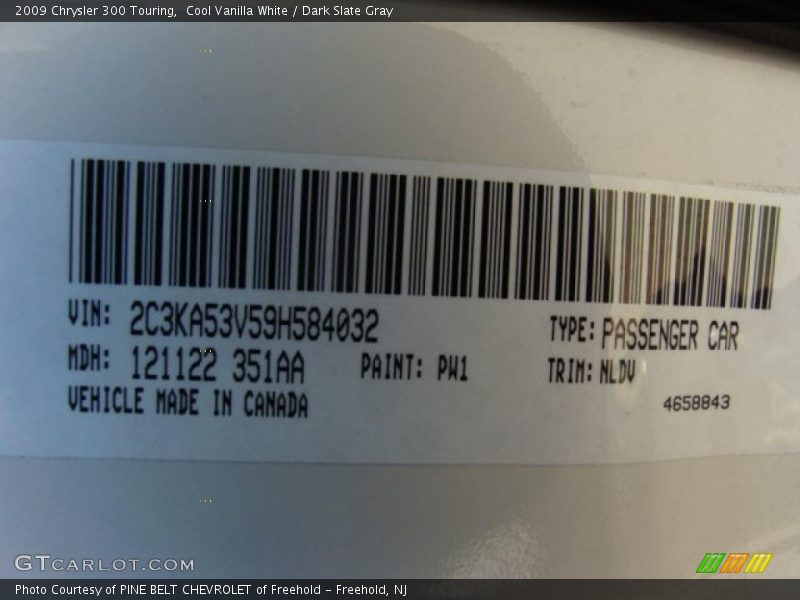 2009 Chrysler 300 Touring,  Cool Vanilla White / Dark Slate Gray
VIN: 2C3KA53V59H584032 TYPE: PASSENGER CAR
MDH: 121122 351AA PAINT: PW1 TRIM: NLDV
VEHICLE MADE IN CANADA 4658843
GTCARLOT.COM
Photo Courtesy of PINE BELT CHEVROLET of Freehold - Freehold, NJ